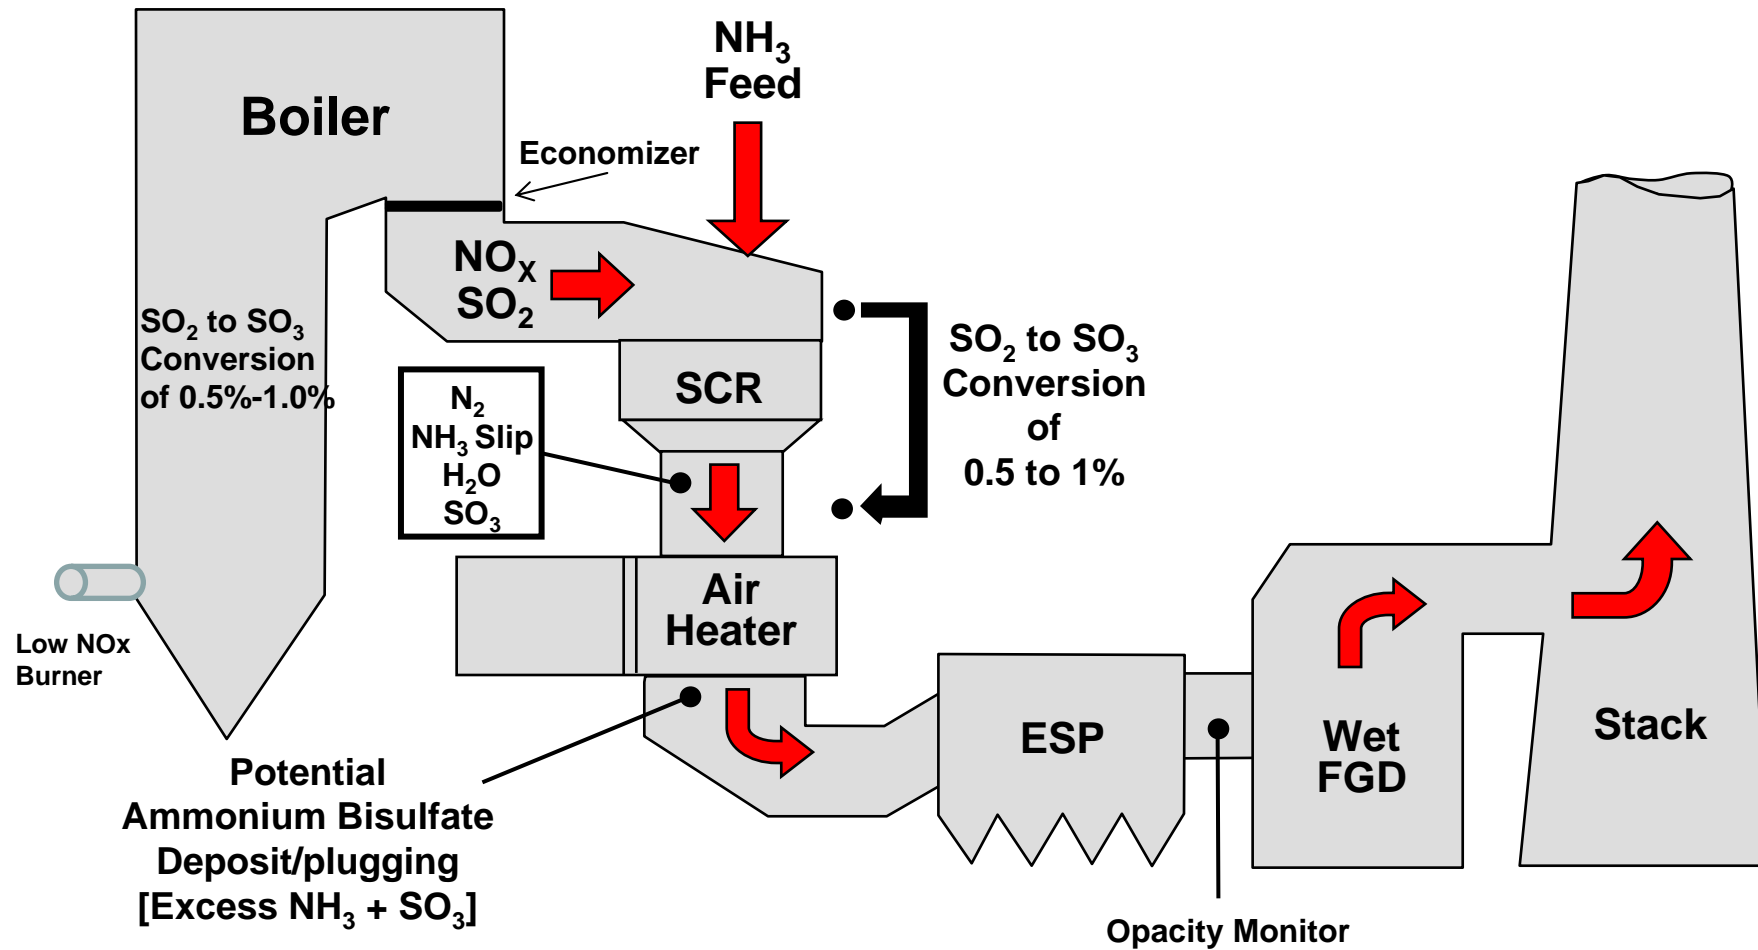 Boiler
NH₃
Feed
Economizer
NOX
SO₂
SO₂ to SO₃
Conversion
of 0.5%-1.0%
SCR
SO₂ to SO₃
Conversion
of
0.5 to 1%
N₂
NH₃ Slip
H₂O
SO₃
Air
Heater
Low NOx
Burner
ESP
Wet
FGD
Stack
Potential
Ammonium Bisulfate
Deposit/plugging
[Excess NH₃ + SO₃]
Opacity Monitor